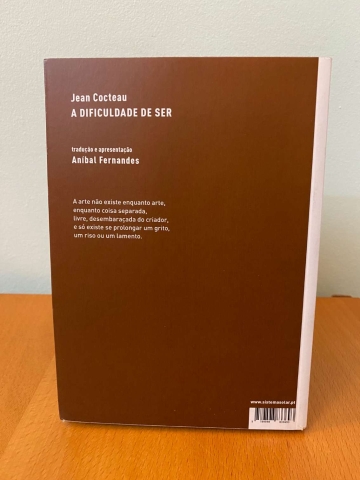 Jean Cocteau
A DIFICULDADE DE SER
tradução e apresentação
Aníbal Fernandes
A arte não existe enquanto arte,
enquanto coisa separada,
livre, desembaraçada do criador,
e só existe se prolongar um grito,
um riso ou um lamento.
www.sistemasolar.pt